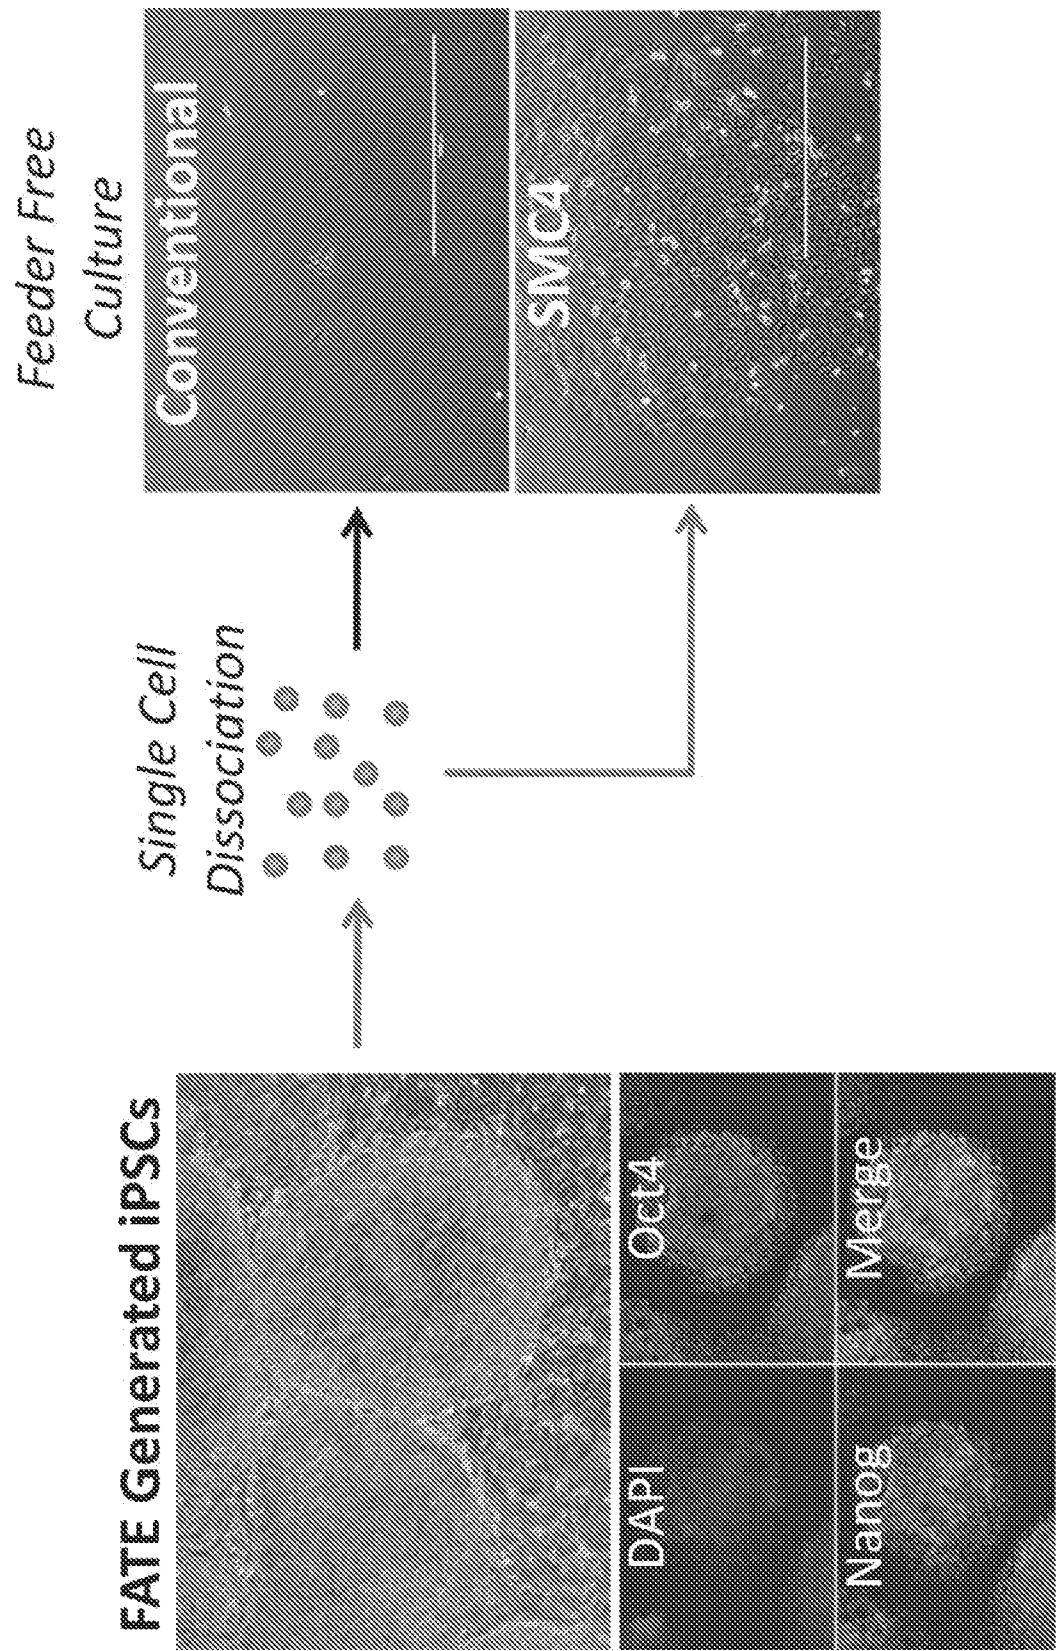 FATE Generated iPSCs
DAPI
Oct4
Nanog
Merge
Single Cell
Dissociation
Feeder Free
Culture
Conventional
SMC4